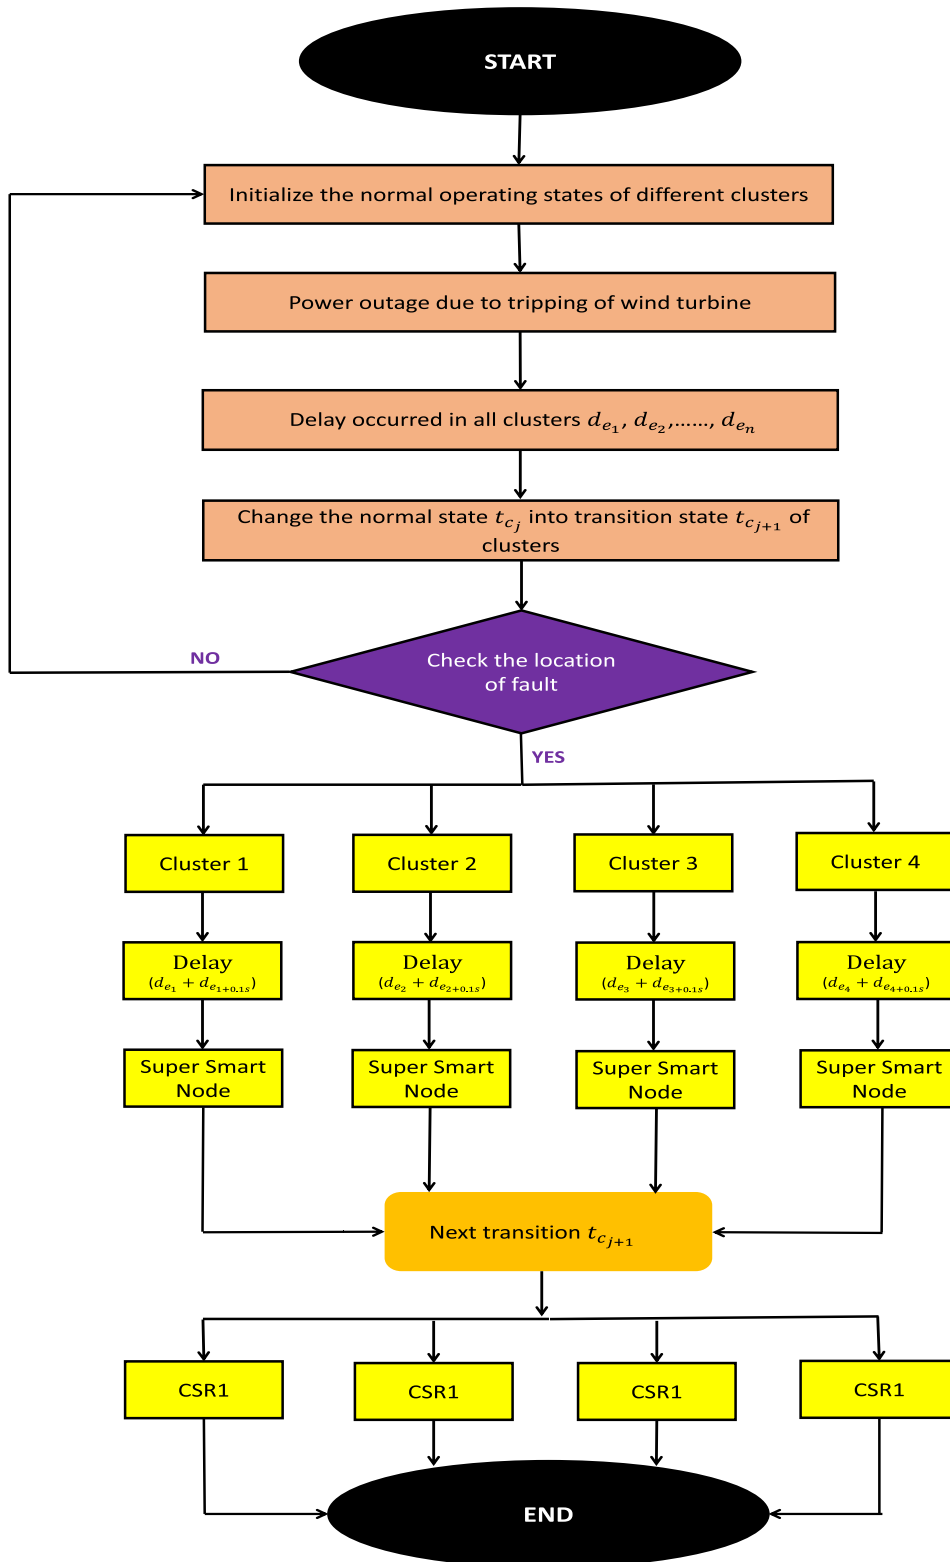 START
Initialize the normal operating states of different clusters
Power outage due to tripping of wind turbine
Delay occurred in all clusters d_{e_1}, d_{e_2},......, d_{e_n}
Change the normal state t_{c_j} into transition state t_{c_{j+1}} of
clusters
Check the location
of fault
NO
YES
Cluster 1
Cluster 2
Cluster 3
Cluster 4
Delay
(d_{e_1} + d_{e_{1+0.1s}})
Delay
(d_{e_2} + d_{e_{2+0.1s}})
Delay
(d_{e_3} + d_{e_{3+0.1s}})
Delay
(d_{e_4} + d_{e_{4+0.1s}})
Super Smart
Node
Super Smart
Node
Super Smart
Node
Super Smart
Node
Next transition t_{c_{j+1}}
CSR1
CSR1
CSR1
CSR1
END